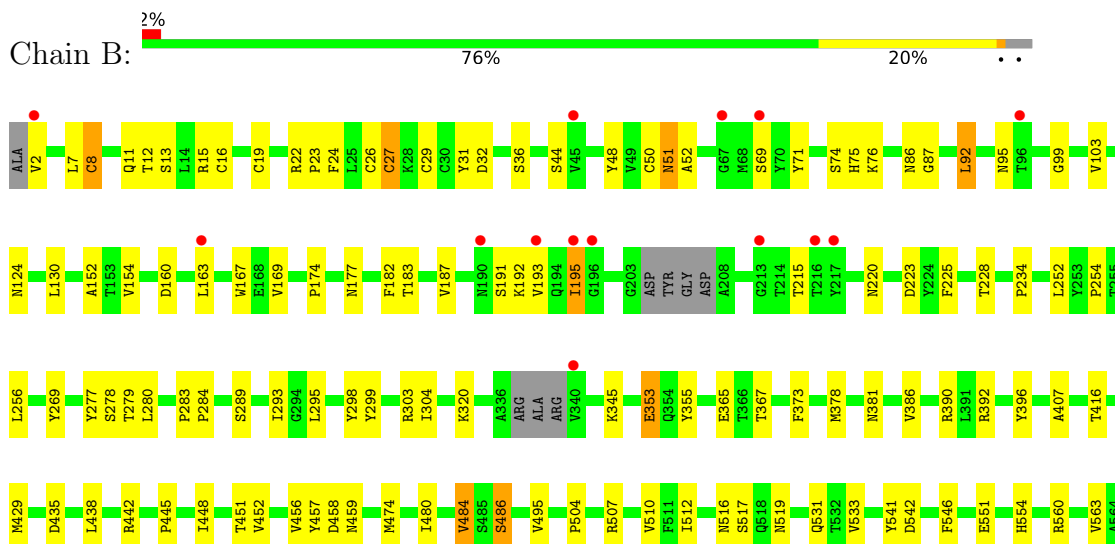 2%
Chain B:
76% 20% • •
ALA V2 L7 C8 Q11 T12 S13 L14 R15 C16 C19 R22 P23 F24 L25 C26 C27 K28 C29 C30 Y31 D32 S36 S44 V45 Y48 V49 C50 N51 A52 G67 M68 S69 Y70 Y71 S74 H75 K76 N86 G87 L92 N95 T96 G99 V103
N124 L130 A152 T153 V154 D160 L163 W167 E168 V169 P174 N177 F182 T183 V187 N190 S191 K192 V193 Q194 I195 G196 G203 ASP TYR GLY ASP A208 G213 T214 T215 T216 Y217 N220 D223 Y224 F225 T228 P234 L252 Y253 P254 T255
L256 Y269 Y277 S278 T279 L280 P283 P284 S289 I293 G294 L295 Y298 Y299 R303 I304 K320 A336 ARG ALA ARG V340 K345 E353 Q354 Y355 E365 T366 T367 F373 M378 N381 V386 R390 L391 R392 Y396 A407 T416
M429 D435 L438 R442 P445 I448 T451 V452 V456 Y457 D458 N459 M474 I480 V484 S485 S486 V495 P504 R507 V510 F511 I512 N516 S517 Q518 N519 Q531 T532 V533 Y541 D542 F546 E551 H554 R560 V563 A564